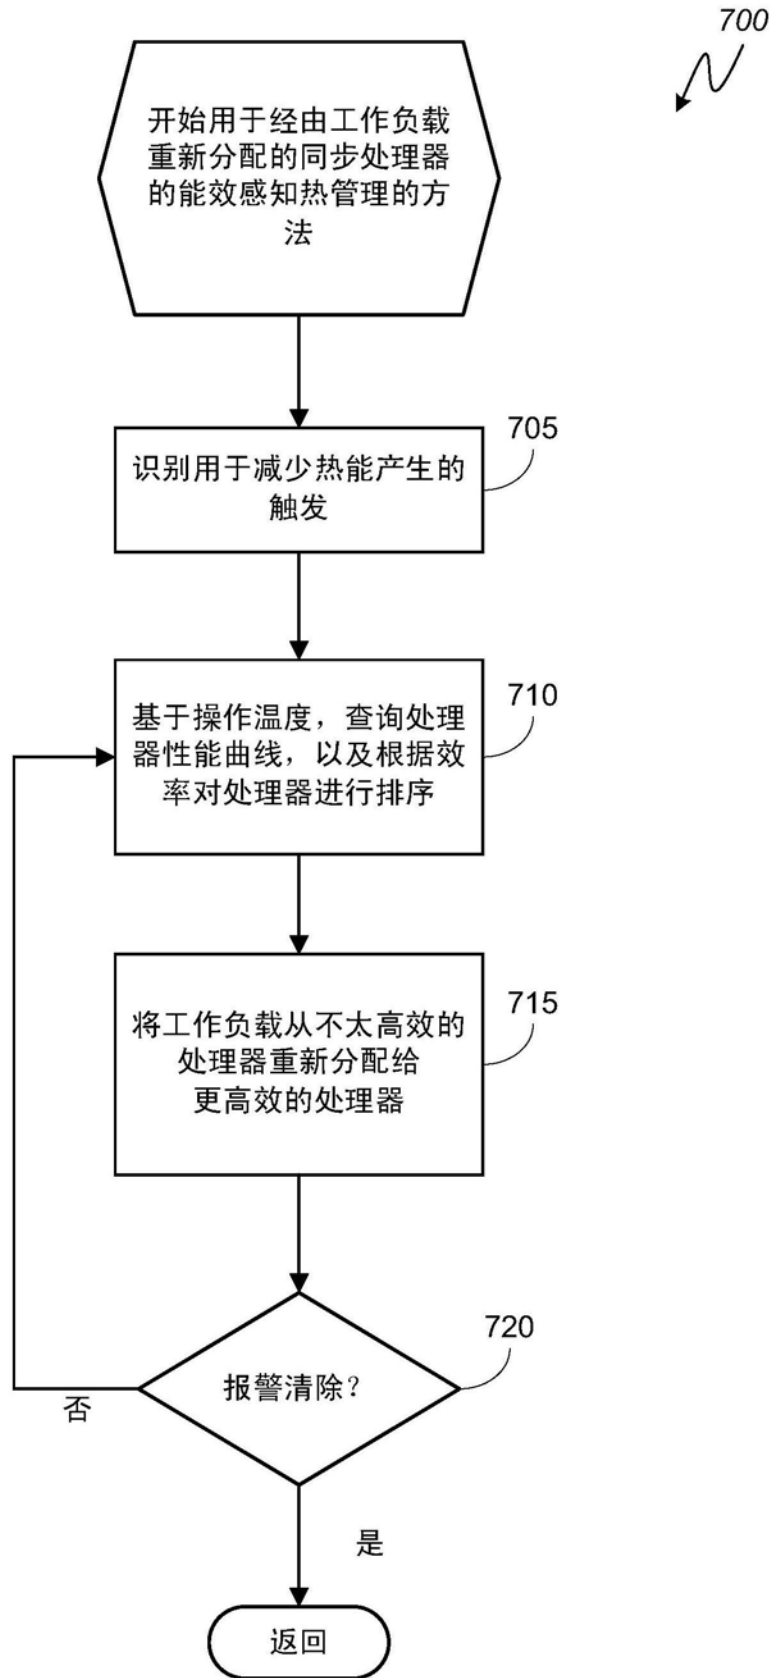 700
开始用于经由工作负载
重新分配的同步处理器
的能效感知热管理的方
法
705
识别用于减少热能产生的
触发
710
基于操作温度，查询处理
器性能曲线，以及根据效
率对处理器进行排序
715
将工作负载从不太高效的
处理器重新分配给
更高效的处理器
720
报警清除？
否
是
返回